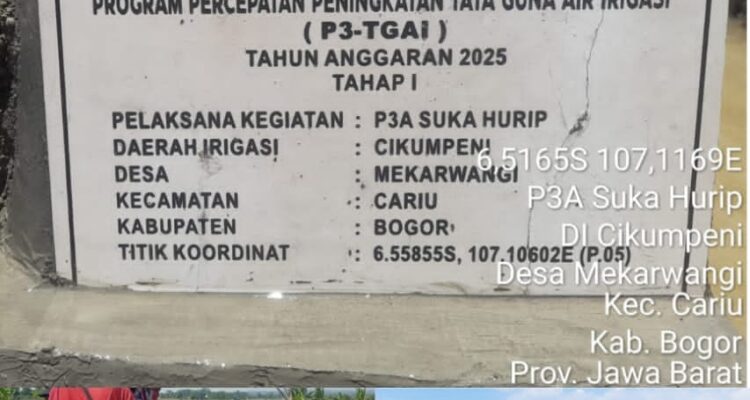 PROGRAM PERCEPATAN PENINGKATAN TATA GUNA AIR IRIGASI
( P3-TGAi )
TAHUN ANGGARAN 2025
TAHAP I
PELAKSANA KEGIATAN : P3A SUKA HURIP
DAERAH IRIGASI : CIKUMPENI
DESA : MEKARWANGI
KECAMATAN : CARIU
KABUPATEN : BOGOR
TITIK KOORDINAT : 6.55855S, 107.10602E (P.05)
6.5165S 107,1169E
P3A Suka Hurip
DI Cikumpeni
Desa Mekarwangi
Kec. Cariu
Kab. Bogor
Prov. Jawa Barat